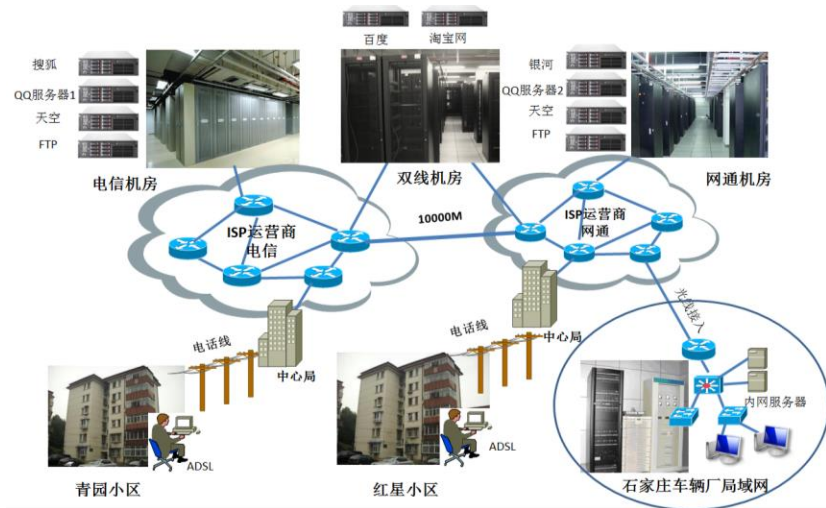 百度
淘宝网
搜狐
QQ服务器1
天空
FTP
银河
QQ服务器2
天空
FTP
电信机房
双线机房
网通机房
ISP运营商
电信
10000M
ISP运营商
网通
光线接入
电话线
中心局
电话线
中心局
内网服务器
ADSL
ADSL
青园小区
红星小区
石家庄车辆厂局域网